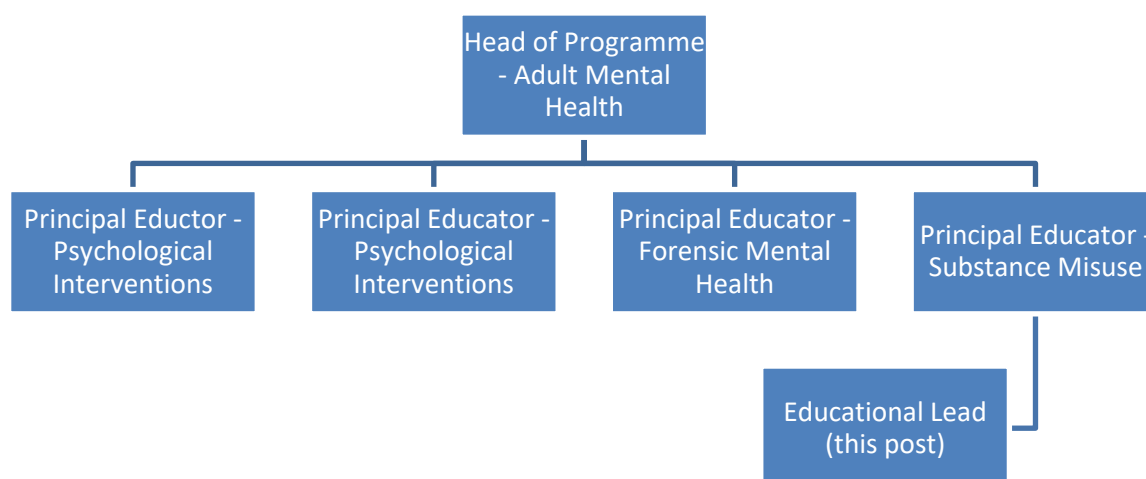 Head of Programme
- Adult Mental
Health
Principal Eductor -
Psychological
Interventions
Principal Educator -
Psychological
Interventions
Principal Educator -
Forensic Mental
Health
Principal Educator -
Substance Misuse
Educational Lead
(this post)